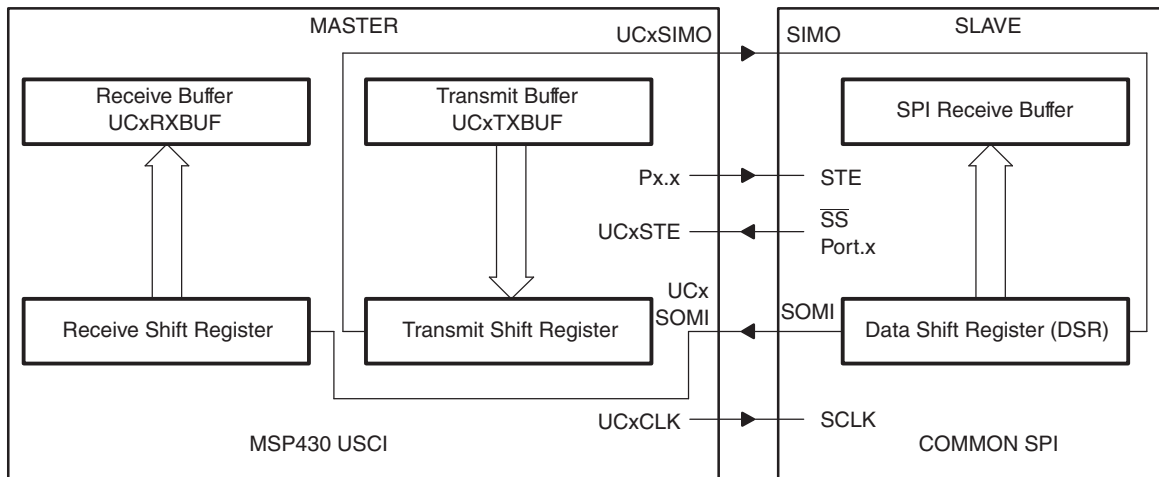 MASTER
UCxSIMO
SIMO
SLAVE
Receive Buffer
UCxRXBUF
Transmit Buffer
UCxTXBUF
SPI Receive Buffer
Px.x
STE
UCxSTE
SS
Port.x
UCx
SOMI
SOMI
Receive Shift Register
Transmit Shift Register
Data Shift Register (DSR)
UCxCLK
SCLK
MSP430 USCI
COMMON SPI